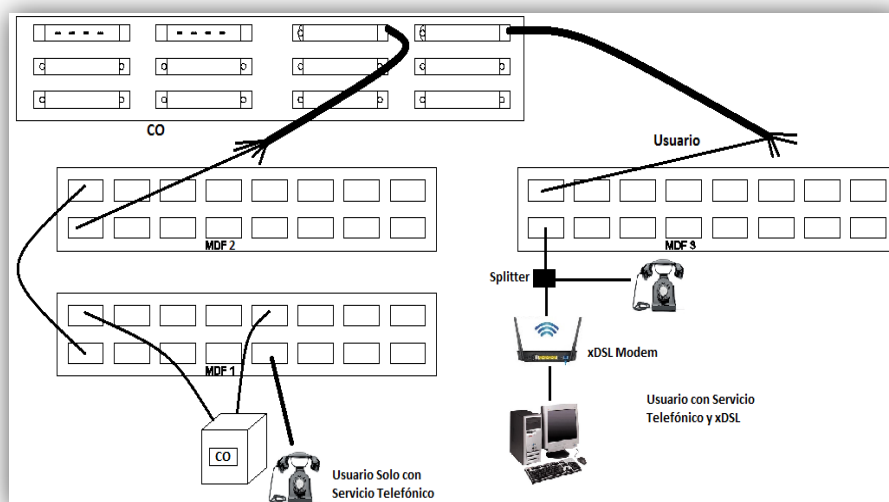 CO
Usuario
MDF 2
MDF 3
Splitter
MDF 1
xDSL Modem
Usuario con Servicio
Telefónico y xDSL
CO
Usuario Solo con
Servicio Telefónico